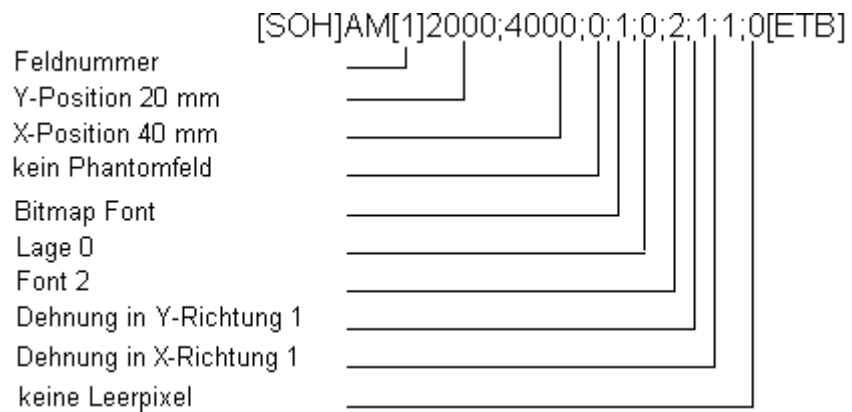 [SOH]AM[1]2000;4000;0;1;0;2;1;1;0[ETB]
Feldnummer
Y-Position 20 mm
X-Position 40 mm
kein Phantomfeld
Bitmap Font
Lage 0
Font 2
Dehnung in Y-Richtung 1
Dehnung in X-Richtung 1
keine Leerpixel